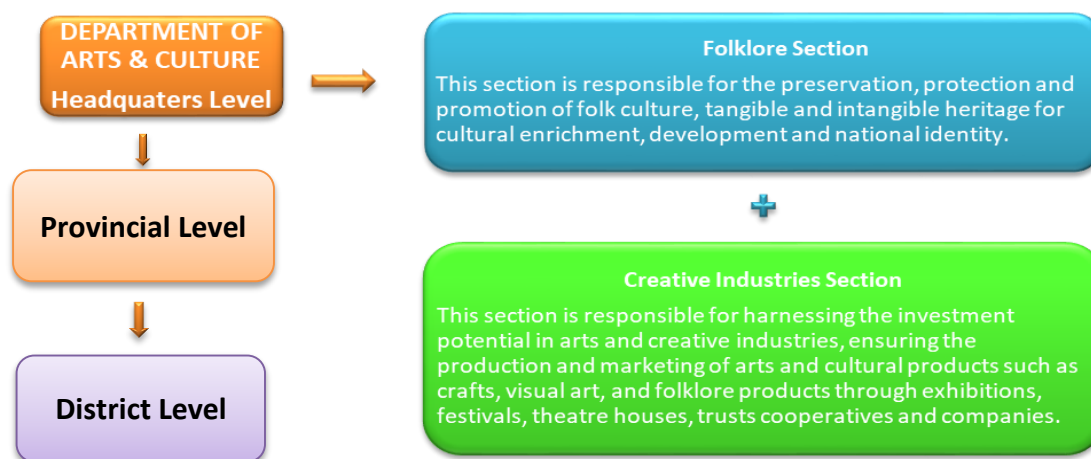 DEPARTMENT OF
ARTS & CULTURE
Headquaters Level
Provincial Level
District Level
Folklore Section
This section is responsible for the preservation, protection and
promotion of folk culture, tangible and intangible heritage for
cultural enrichment, development and national identity.
Creative Industries Section
This section is responsible for harnessing the investment
potential in arts and creative industries, ensuring the
production and marketing of arts and cultural products such as
crafts, visual art, and folklore products through exhibitions,
festivals, theatre houses, trusts cooperatives and companies.